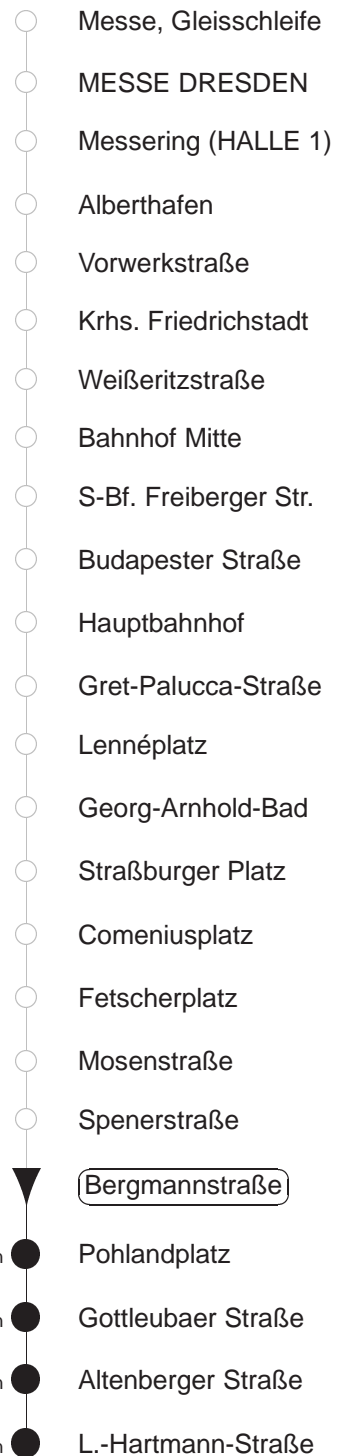 Messe, Gleisschleife
MESSE DRESDEN
Messering (HALLE 1)
Alberthafen
Vorwerkstraße
Krhs. Friedrichstadt
Weißeritzstraße
Bahnhof Mitte
S-Bf. Freiberger Str.
Budapester Straße
Hauptbahnhof
Gret-Palucca-Straße
Lennéplatz
Georg-Arnhold-Bad
Straßburger Platz
Comeniusplatz
Fetscherplatz
Mosenstraße
Spenerstraße
Bergmannstraße
Pohlandplatz
Gottleubaer Straße
Altenberger Straße
L.-Hartmann-Straße